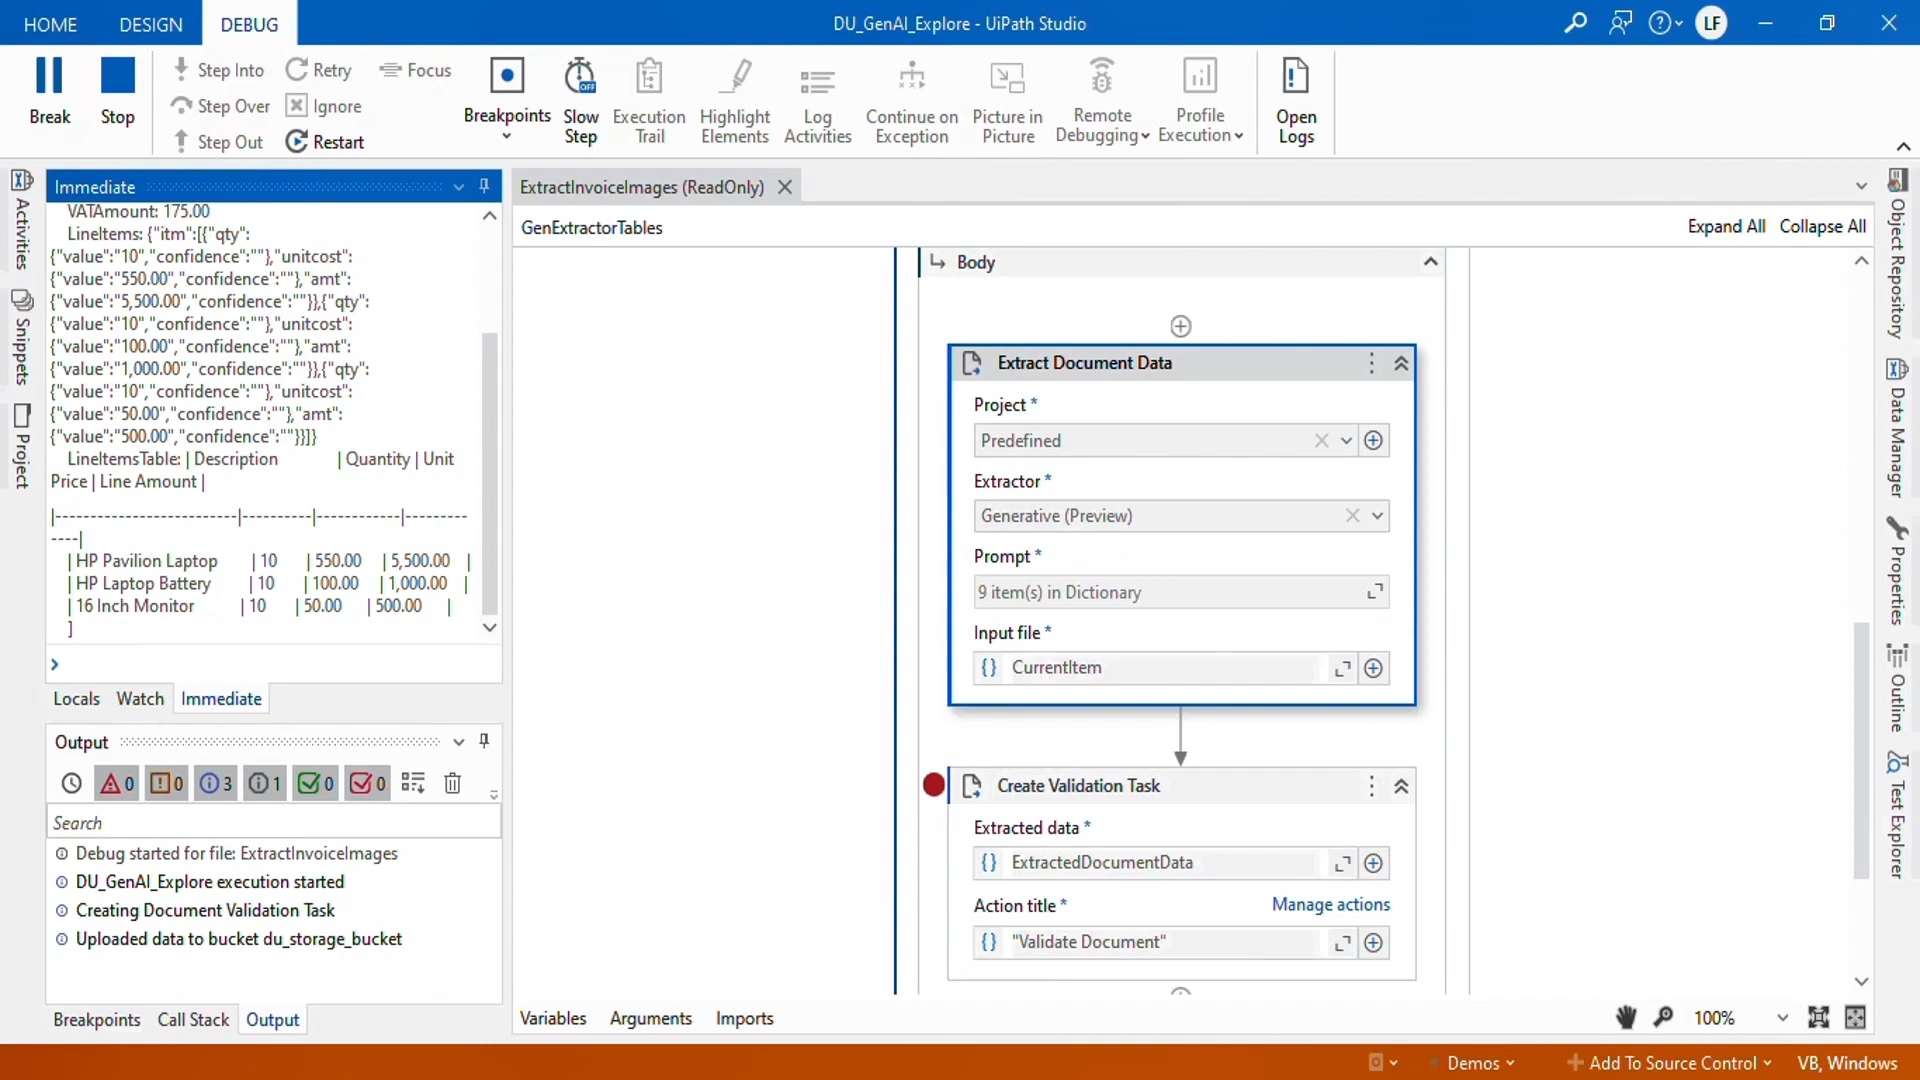 HOME DESIGN DEBUG DU_GenAI_Explore - UiPath Studio LF
Break
Stop
Step Into
Step Over
Step Out
Retry
Ignore
Restart
Focus
Breakpoints
Slow
Step
OFF
Execution
Trail
Highlight
Elements
Log
Activities
Continue on
Exception
Picture in
Picture
Remote
Debugging
Profile
Execution
Open
Logs
Activities
Snippets
Project
Immediate
VATAmount: 175.00
LineItems: {"itm":[{"qty":
{"value":"10","confidence":""},"unitcost":
{"value":"550.00","confidence":""},"amt":
{"value":"5,500.00","confidence":""}},{"qty":
{"value":"10","confidence":""},"unitcost":
{"value":"100.00","confidence":""},"amt":
{"value":"1,000.00","confidence":""}},{"qty":
{"value":"10","confidence":""},"unitcost":
{"value":"50.00","confidence":""},"amt":
{"value":"500.00","confidence":""}}]}
LineItemsTable: | Description | Quantity | Unit
Price | Line Amount |
|--------------------------|----------|-----------|---------
----|
| HP Pavilion Laptop | 10 | 550.00 | 5,500.00 |
| HP Laptop Battery | 10 | 100.00 | 1,000.00 |
| 16 Inch Monitor | 10 | 50.00 | 500.00 |
]
>
Locals Watch Immediate
Output
0 0 3 1 0 0
Search
Debug started for file: ExtractInvoiceImages
DU_GenAI_Explore execution started
Creating Document Validation Task
Uploaded data to bucket du_storage_bucket
Breakpoints Call Stack Output
ExtractInvoiceImages (ReadOnly)
GenExtractorTables
Expand All Collapse All
Body
Extract Document Data
Project *
Predefined
Extractor *
Generative (Preview)
Prompt *
9 item(s) in Dictionary
Input file *
{} CurrentItem
Create Validation Task
Extracted data *
{} ExtractedDocumentData
Action title * Manage actions
{} "Validate Document"
Variables Arguments Imports
100%
Object Repository
Data Manager
Properties
Outline
Test Explorer
Demos
Add To Source Control
VB, Windows